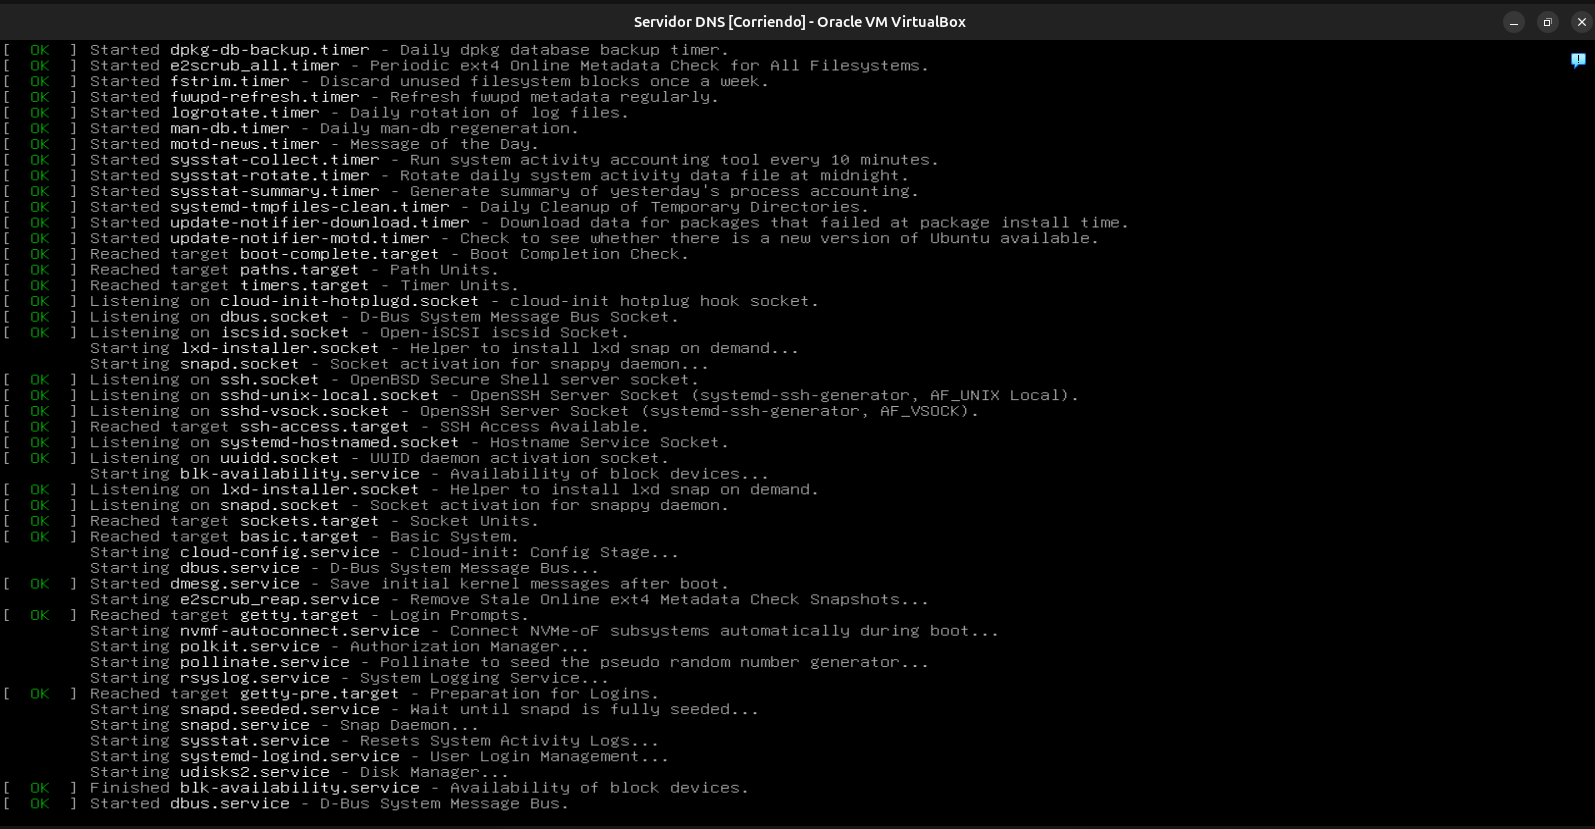 Servidor DNS [Corriendo] - Oracle VM VirtualBox
[  OK  ] Started dpkg-db-backup.timer - Daily dpkg database backup timer.
[  OK  ] Started e2scrub_all.timer - Periodic ext4 Online Metadata Check for All Filesystems.
[  OK  ] Started fstrim.timer - Discard unused filesystem blocks once a week.
[  OK  ] Started fwupd-refresh.timer - Refresh fwupd metadata regularly.
[  OK  ] Started logrotate.timer - Daily rotation of log files.
[  OK  ] Started man-db.timer - Daily man-db regeneration.
[  OK  ] Started motd-news.timer - Message of the Day.
[  OK  ] Started sysstat-collect.timer - Run system activity accounting tool every 10 minutes.
[  OK  ] Started sysstat-rotate.timer - Rotate daily system activity data file at midnight.
[  OK  ] Started sysstat-summary.timer - Generate summary of yesterday's process accounting.
[  OK  ] Started systemd-tmpfiles-clean.timer - Daily Cleanup of Temporary Directories.
[  OK  ] Started update-notifier-download.timer - Download data for packages that failed at package install time.
[  OK  ] Started update-notifier-motd.timer - Check to see whether there is a new version of Ubuntu available.
[  OK  ] Reached target boot-complete.target - Boot Completion Check.
[  OK  ] Reached target paths.target - Path Units.
[  OK  ] Reached target timers.target - Timer Units.
[  OK  ] Listening on cloud-init-hotplugd.socket - cloud-init hotplug hook socket.
[  OK  ] Listening on dbus.socket - D-Bus System Message Bus Socket.
[  OK  ] Listening on iscsid.socket - Open-iSCSI iscsid Socket.
Starting lxd-installer.socket - Helper to install lxd snap on demand...
Starting snapd.socket - Socket activation for snappy daemon...
[  OK  ] Listening on ssh.socket - OpenBSD Secure Shell server socket.
[  OK  ] Listening on sshd-unix-local.socket - OpenSSH Server Socket (systemd-ssh-generator, AF_UNIX Local).
[  OK  ] Listening on sshd-vsock.socket - OpenSSH Server Socket (systemd-ssh-generator, AF_VSOCK).
[  OK  ] Reached target ssh-access.target - SSH Access Available.
[  OK  ] Listening on systemd-hostnamed.socket - Hostname Service Socket.
[  OK  ] Listening on uuidd.socket - UUID daemon activation socket.
Starting blk-availability.service - Availability of block devices...
[  OK  ] Listening on lxd-installer.socket - Helper to install lxd snap on demand.
[  OK  ] Listening on snapd.socket - Socket activation for snappy daemon.
[  OK  ] Reached target sockets.target - Socket Units.
[  OK  ] Reached target basic.target - Basic System.
Starting cloud-config.service - Cloud-init: Config Stage...
Starting dbus.service - D-Bus System Message Bus...
[  OK  ] Started dmesg.service - Save initial kernel messages after boot.
Starting e2scrub_reap.service - Remove Stale Online ext4 Metadata Check Snapshots...
[  OK  ] Reached target getty.target - Login Prompts.
Starting nvmf-autoconnect.service - Connect NVMe-oF subsystems automatically during boot...
Starting polkit.service - Authorization Manager...
Starting pollinate.service - Pollinate to seed the pseudo random number generator...
Starting rsyslog.service - System Logging Service...
[  OK  ] Reached target getty-pre.target - Preparation for Logins.
Starting snapd.seeded.service - Wait until snapd is fully seeded...
Starting snapd.service - Snap Daemon...
Starting sysstat.service - Resets System Activity Logs...
Starting systemd-logind.service - User Login Management...
Starting udisks2.service - Disk Manager...
[  OK  ] Finished blk-availability.service - Availability of block devices.
[  OK  ] Started dbus.service - D-Bus System Message Bus.